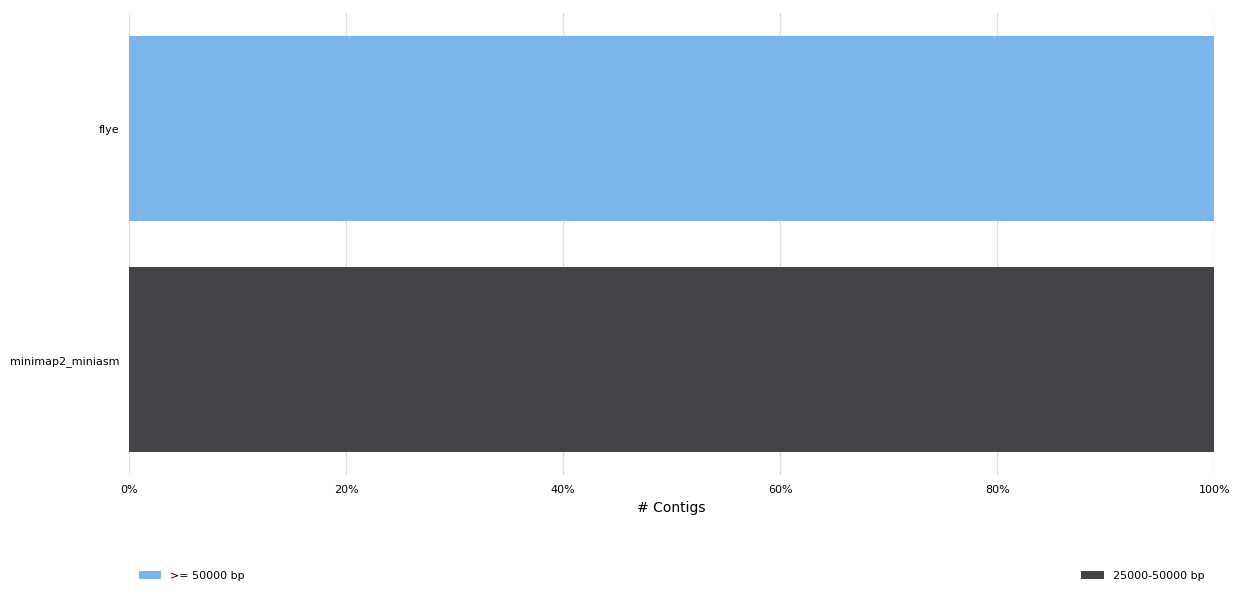 flye
minimap2_miniasm
0% 20% 40% 60% 80% 100%
# Contigs
>= 50000 bp 25000-50000 bp